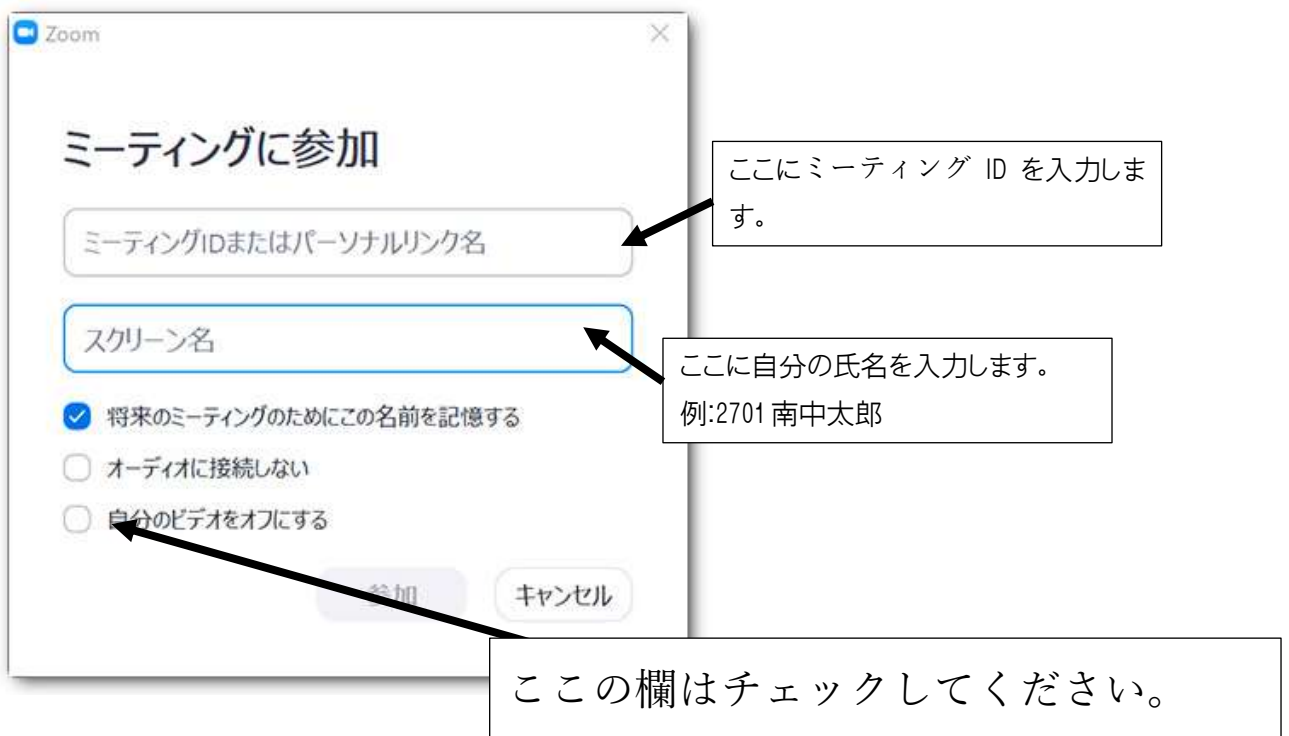 Zoom
ミーティングに参加
ここにミーティング ID を入力しま
す。
ミーティングIDまたはパーソナルリンク名
スクリーン名
ここに自分の氏名を入力します。
例:2701 南中太郎
将来のミーティングのためにこの名前を記憶する
オーディオに接続しない
自分のビデオをオフにする
参加
キャンセル
ここの欄はチェックしてください。